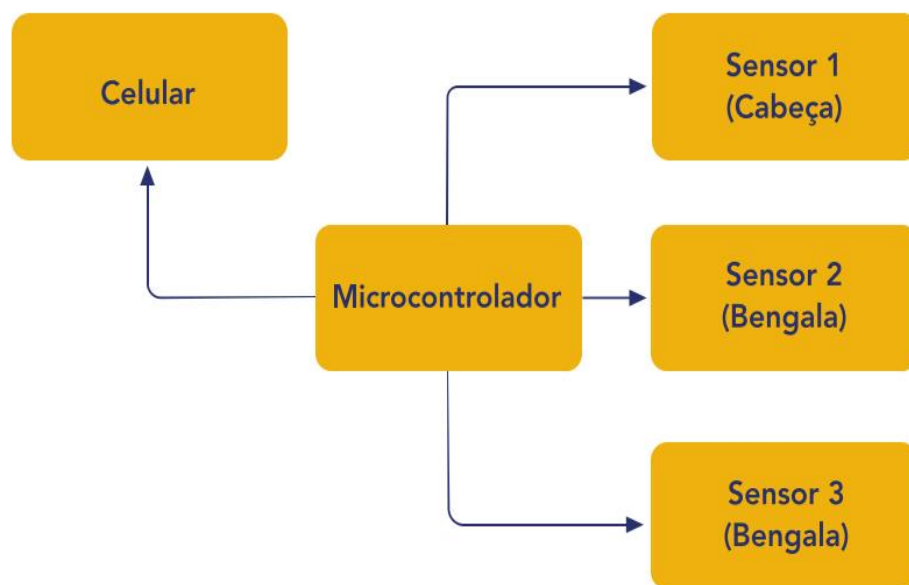 Celular
Sensor 1
(Cabeça)
Microcontrolador
Sensor 2
(Bengala)
Sensor 3
(Bengala)